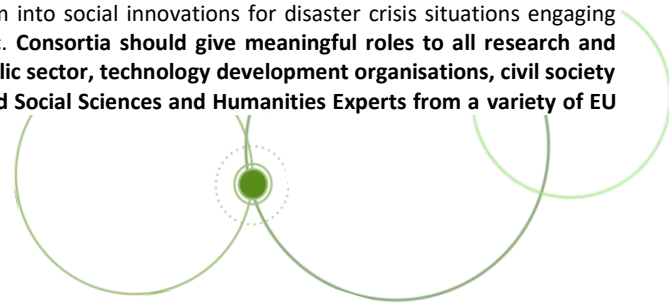 into social innovations for disaster crisis situations engaging
. Consortia should give meaningful roles to all research and
sector, technology development organisations, civil society
Social Sciences and Humanities Experts from a variety of EU